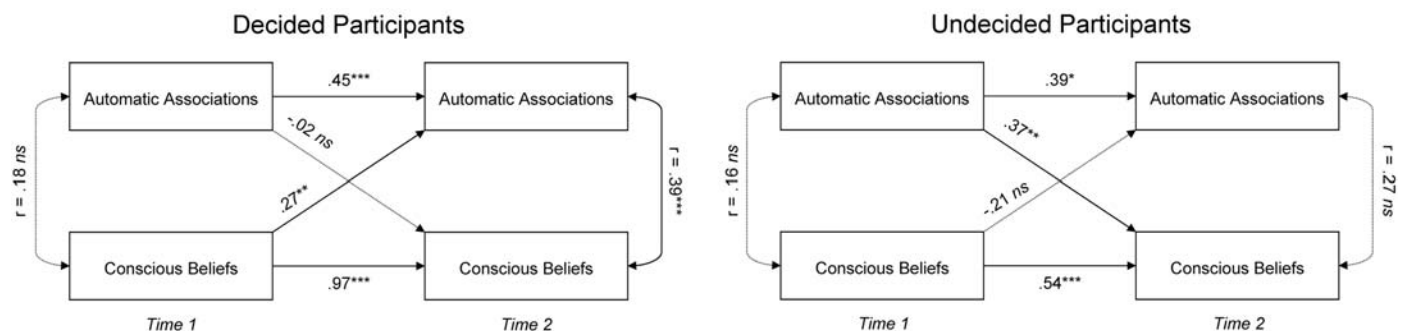 Decided Participants
Automatic Associations
.45***
Automatic Associations
-.02 ns
r = .18 ns
.27**
r = .39***
Conscious Beliefs
.97***
Conscious Beliefs
Time 1
Time 2
Undecided Participants
Automatic Associations
.39*
Automatic Associations
.37**
r = .16 ns
-.21 ns
r = .27 ns
Conscious Beliefs
.54***
Conscious Beliefs
Time 1
Time 2